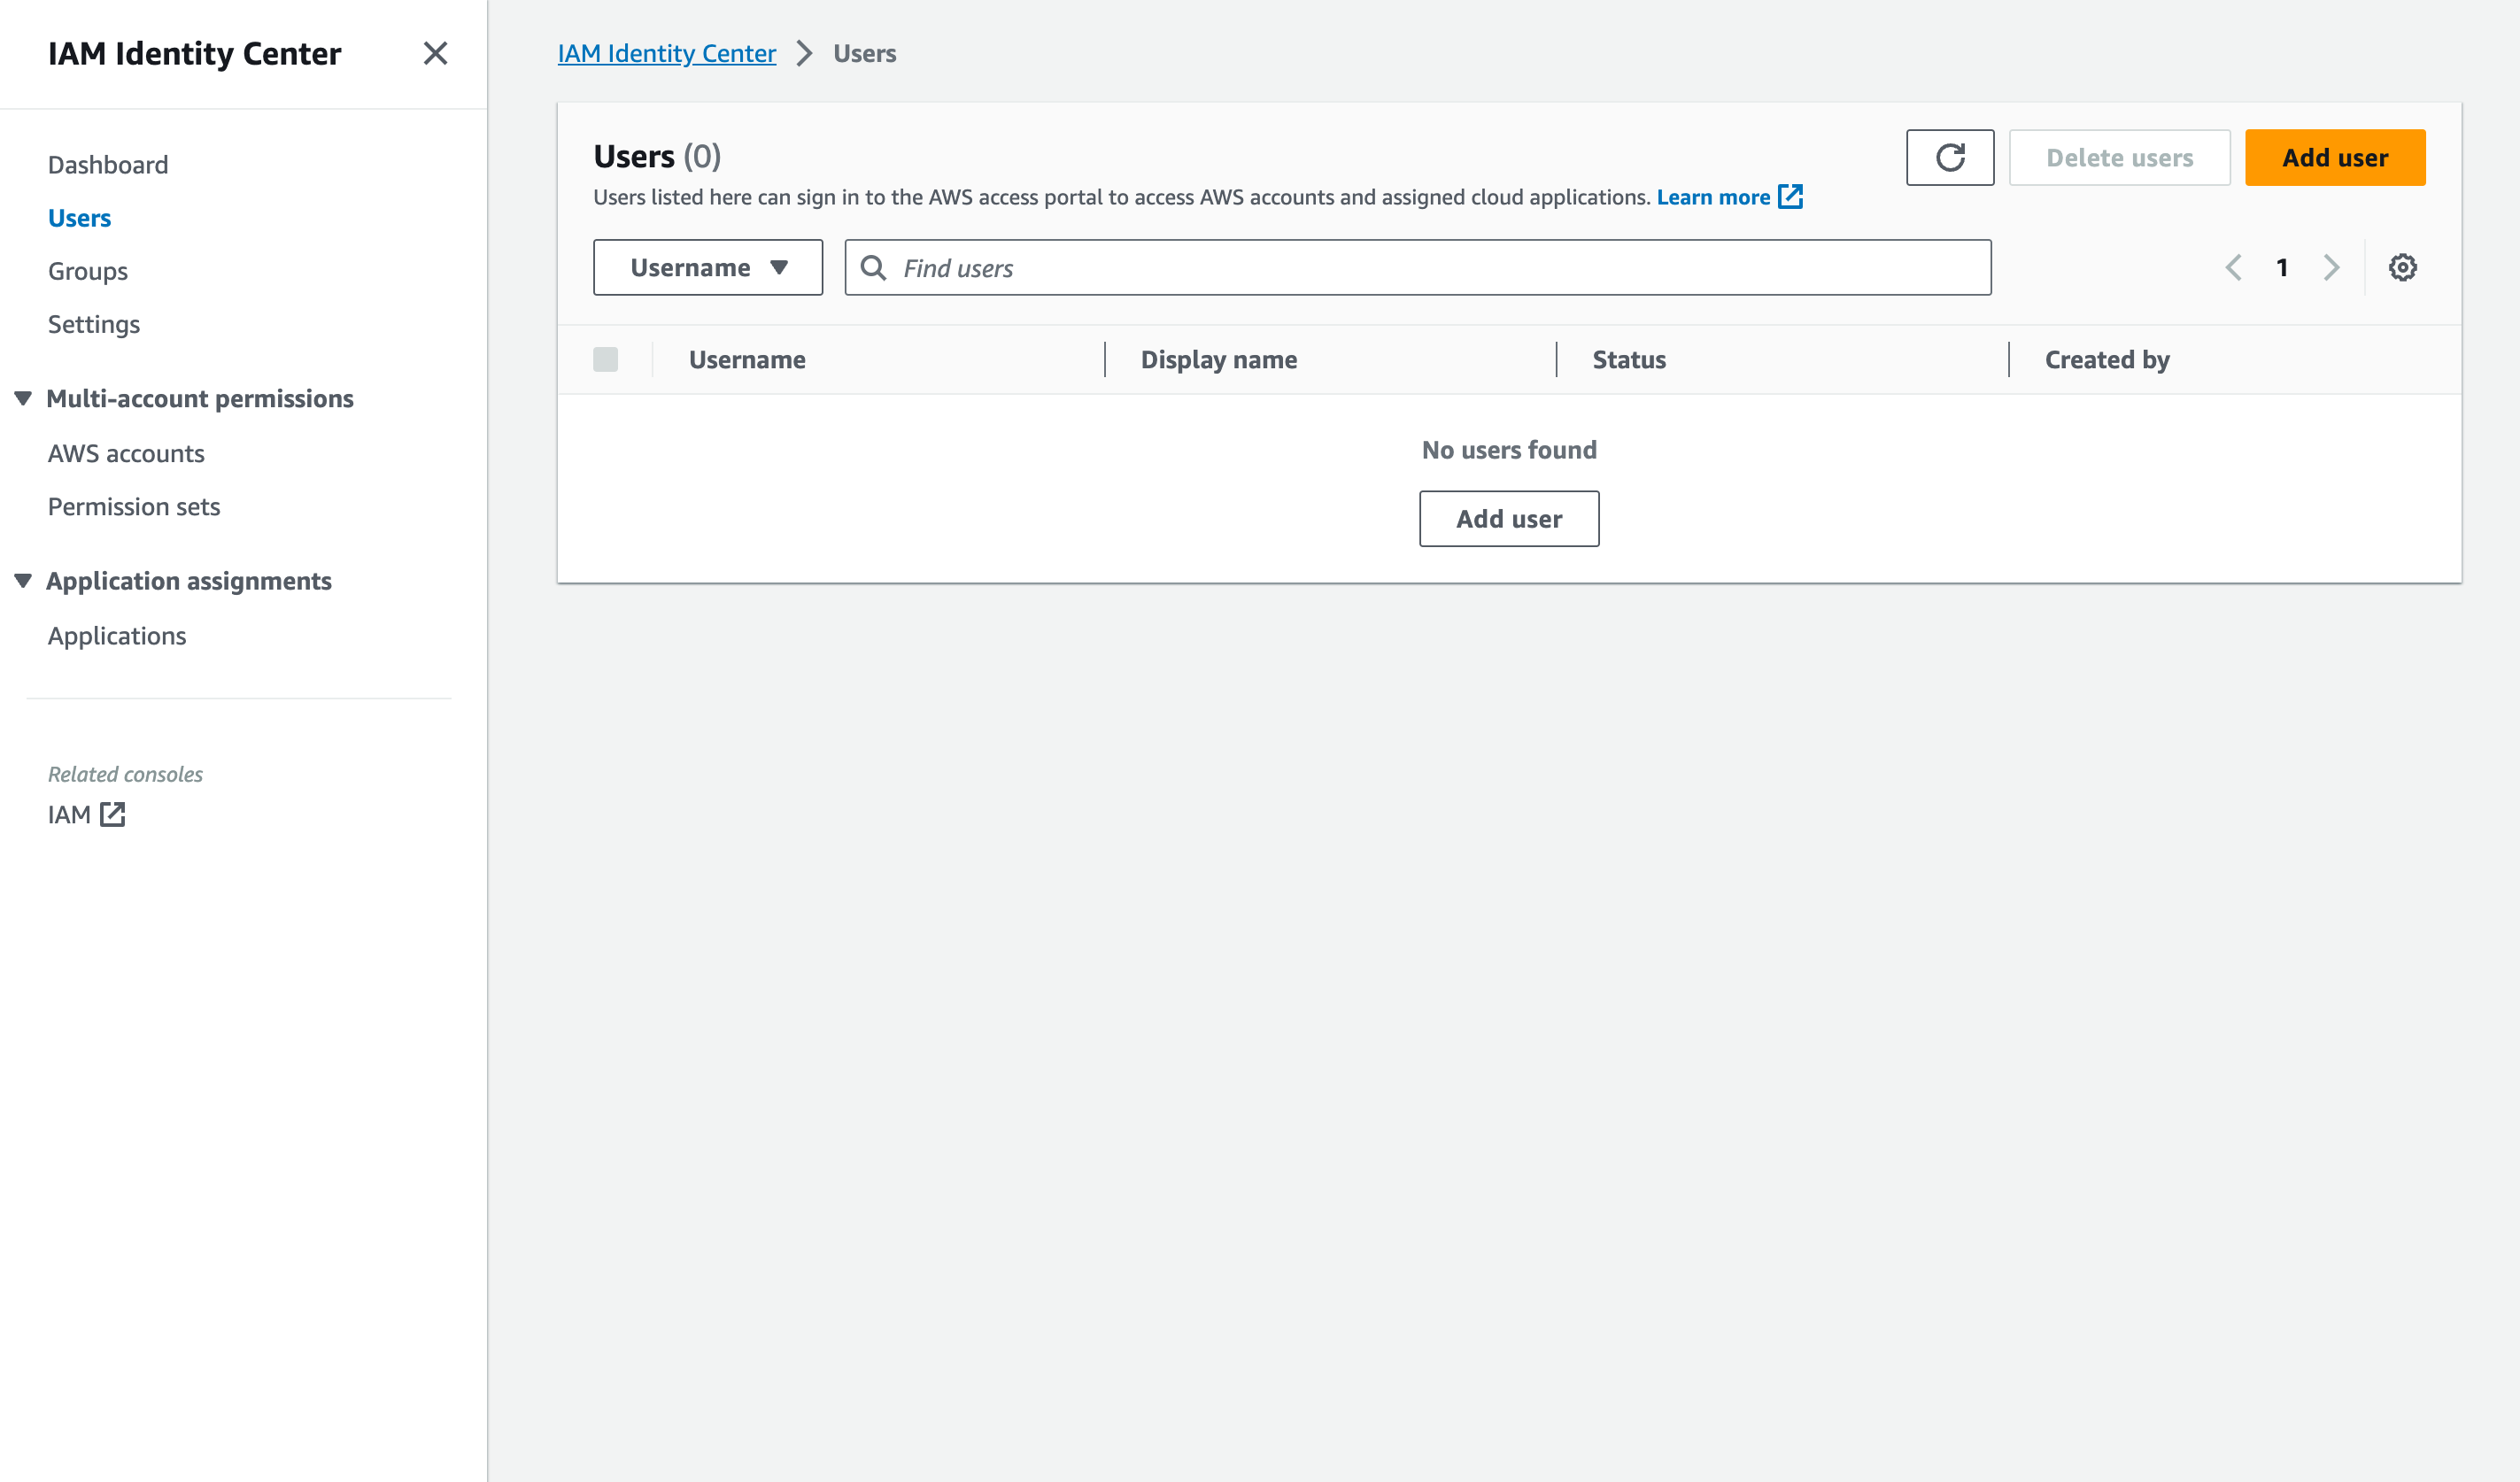 IAM Identity Center
Dashboard
Users
Groups
Settings
Multi-account permissions
AWS accounts
Permission sets
Application assignments
Applications
Related consoles
IAM
IAM Identity Center > Users
Users (0)
Delete users
Add user
Users listed here can sign in to the AWS access portal to access AWS accounts and assigned cloud applications. Learn more
Username
Find users
1
Username
Display name
Status
Created by
No users found
Add user